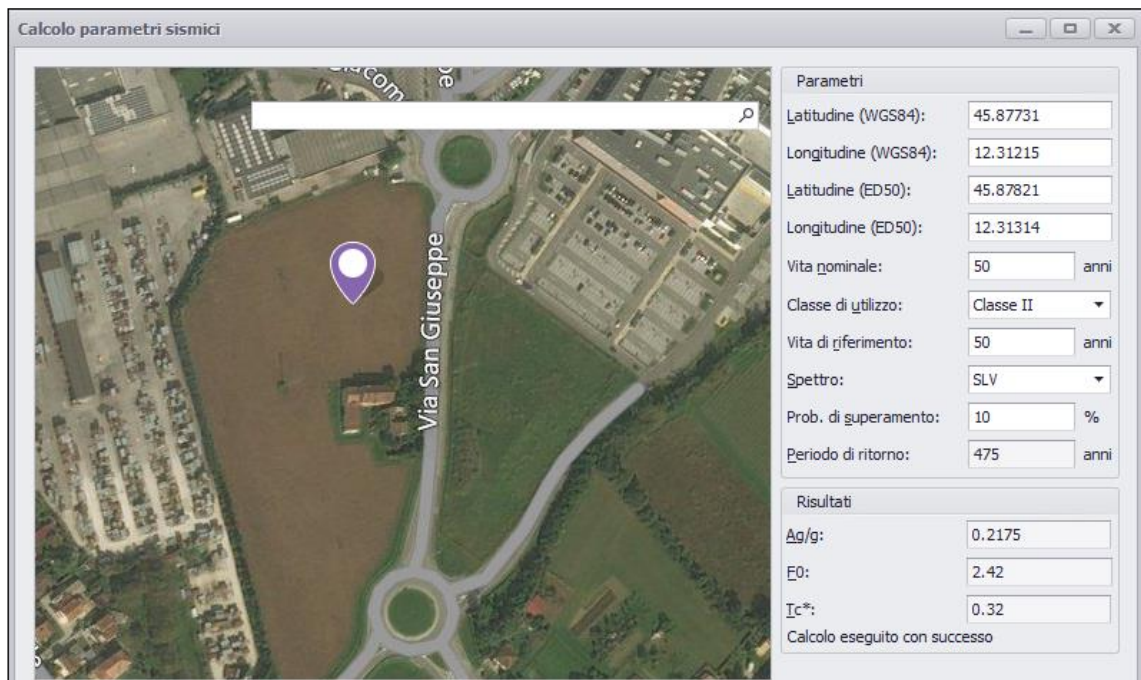 Calcolo parametri sismici
Giacom
Via San Giuseppe
Parametri
Latitudine (WGS84): 45.87731
Longitudine (WGS84): 12.31215
Latitudine (ED50): 45.87821
Longitudine (ED50): 12.31314
Vita nominale: 50 anni
Classe di utilizzo: Classe II
Vita di riferimento: 50 anni
Spettro: SLV
Prob. di superamento: 10 %
Periodo di ritorno: 475 anni
Risultati
Ag/g: 0.2175
F0: 2.42
Tc*: 0.32
Calcolo eseguito con successo